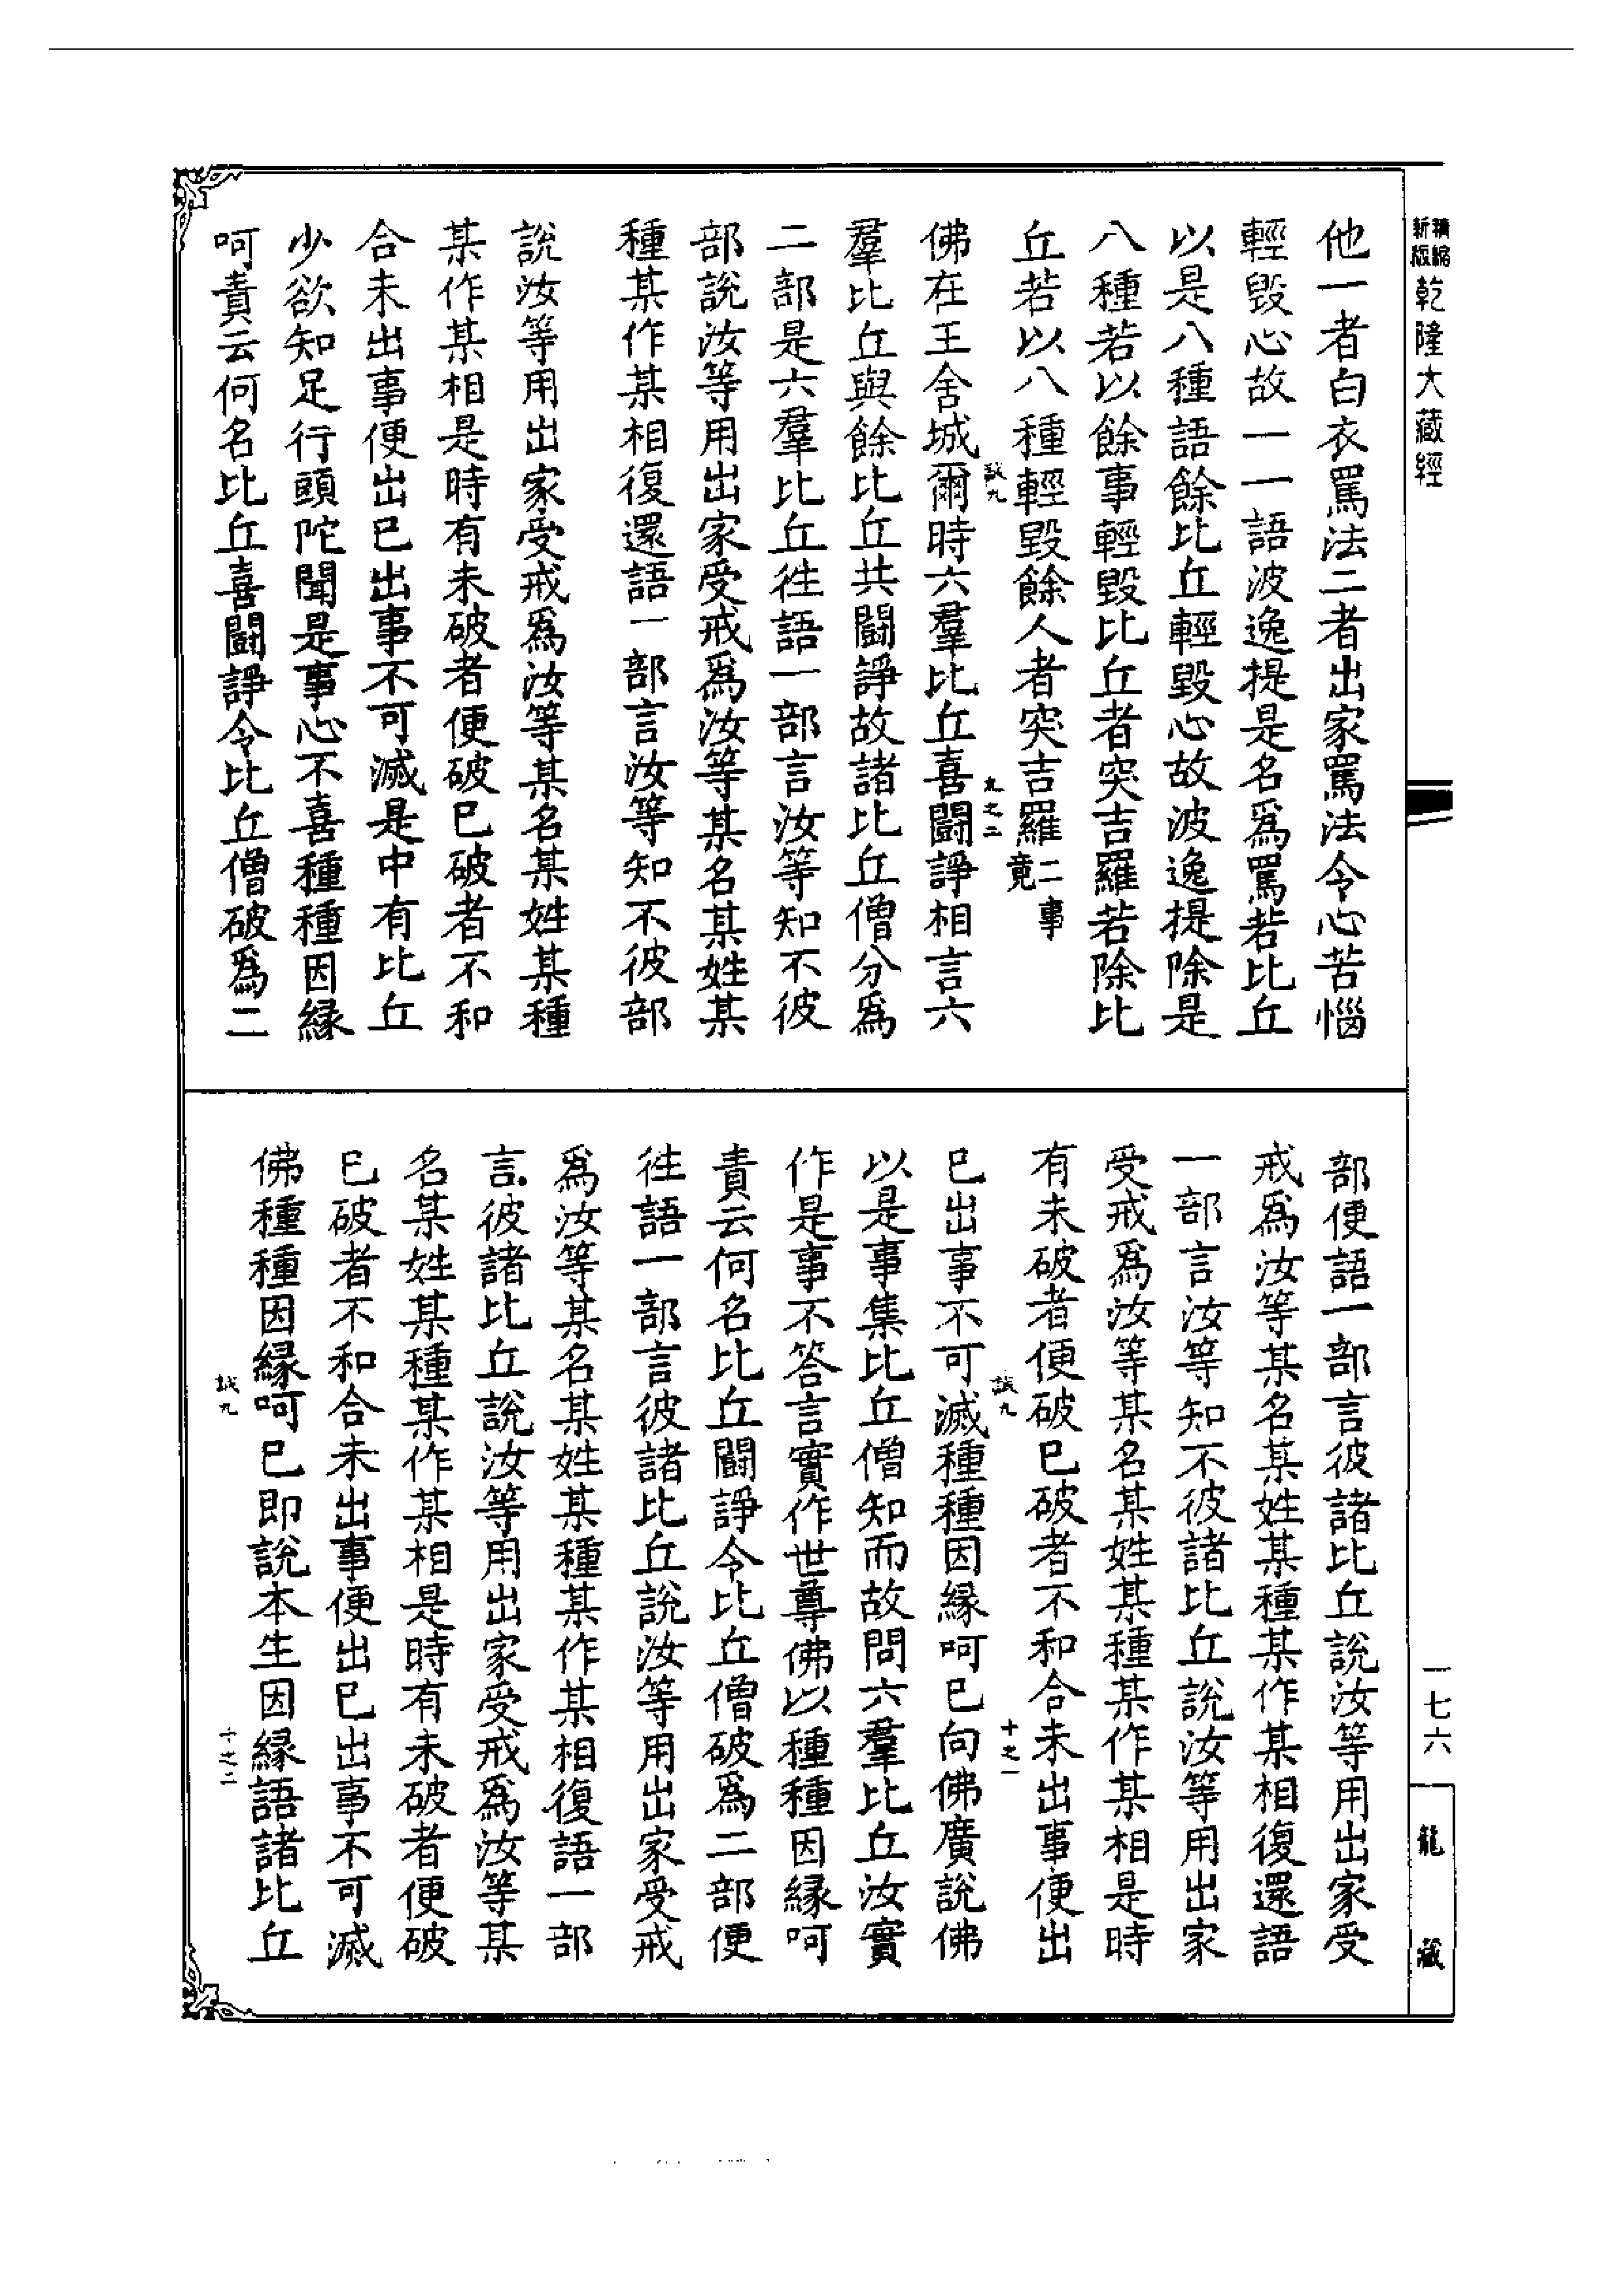 新版精縮乾隆大藏經
他一者白衣罵法二者出家罵法令心苦惱
輕毀心故一一語波逸提是名爲罵若比丘
以是八種語餘比丘輕毀心故波逸提除是
八種若以餘事輕毀比丘者突吉羅若除比
丘若以八種輕毀餘人者突吉羅二事竟
誠九
九之二
佛在王舍城爾時六羣比丘喜鬪諍相言六
羣比丘與餘比丘共鬪諍故諸比丘僧分爲
二部是六羣比丘徃語一部言汝等知不彼
部說汝等用出家受戒爲汝等某名某姓某
種某作某相復還語一部言汝等知不彼部
說汝等用出家受戒爲汝等某名某姓某種
某作某相是時有未破者便破已破者不和
合未出事便出已出事不可滅是中有比丘
少欲知足行頭陀聞是事心不喜種種因緣
呵責云何名比丘喜鬪諍令比丘僧破爲二
部便語一部言彼諸比丘說汝等用出家受
戒爲汝等某名某姓某種某作某相復還語
一部言汝等知不彼諸比丘說汝等用出家
受戒爲汝等某名某姓某種某作某相是時
有未破者便破已破者不和合未出事便出
誠九
十之一
已出事不可滅種種因緣呵已向佛廣說佛
以是事集比丘僧知而故問六羣比丘汝實
作是事不答言實作世尊佛以種種因緣呵
責云何名比丘鬪諍令比丘僧破爲二部便
徃語一部言彼諸比丘說汝等用出家受戒
爲汝等某名某姓某種某作某相復語一部
言彼諸比丘說汝等用出家受戒爲汝等某
名某姓某種某作某相是時有未破者便破
已破者不和合未出事便出已出事不可滅
佛種種因緣呵已即說本生因緣語諸比丘
誠九
十之二
一七六
龍藏